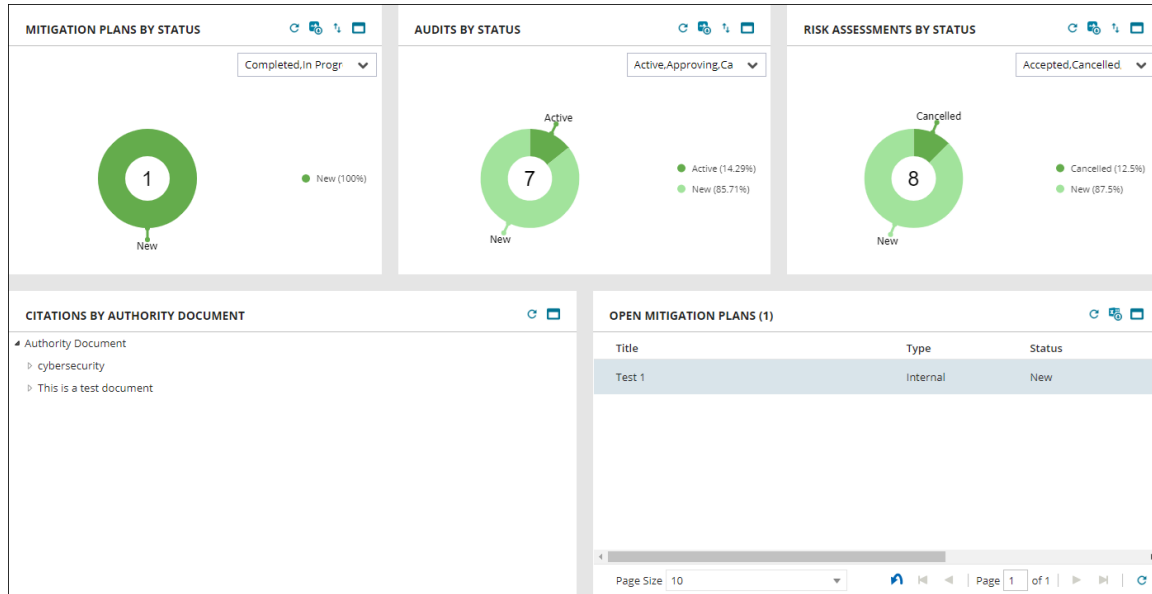 MITIGATION PLANS BY STATUS
Completed,In Progr
1
New (100%)
New
AUDITS BY STATUS
Active,Approving,Ca
Active
7
Active (14.29%)
New (85.71%)
New
RISK ASSESSMENTS BY STATUS
Accepted,Cancelled,
Cancelled
8
Cancelled (12.5%)
New (87.5%)
New
CITATIONS BY AUTHORITY DOCUMENT
Authority Document
cybersecurity
This is a test document
OPEN MITIGATION PLANS (1)
Title Type Status
Test 1 Internal New
Page Size 10 Page 1 of 1